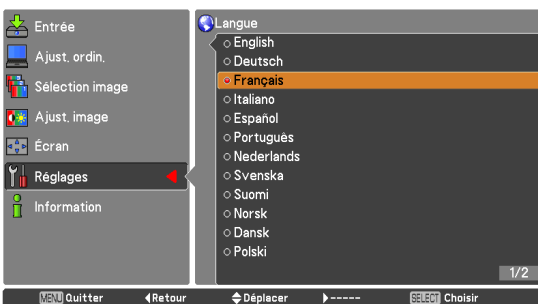 Entrée
Ajust. ordin.
Sélection image
Ajust. image
Écran
Réglages
Information
Langue
English
Deutsch
Français
Italiano
Español
Português
Nederlands
Svenska
Suomi
Norsk
Dansk
Polski
1/2
MENU Quitter
Retour
Déplacer
-----
SELECT Choisir